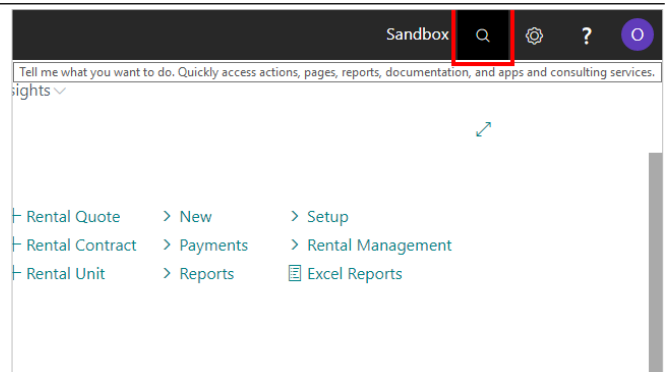 Sandbox ? O
Tell me what you want to do. Quickly access actions, pages, reports, documentation, and apps and consulting services.
sights
Rental Quote > New > Setup
Rental Contract > Payments > Rental Management
Rental Unit > Reports Excel Reports